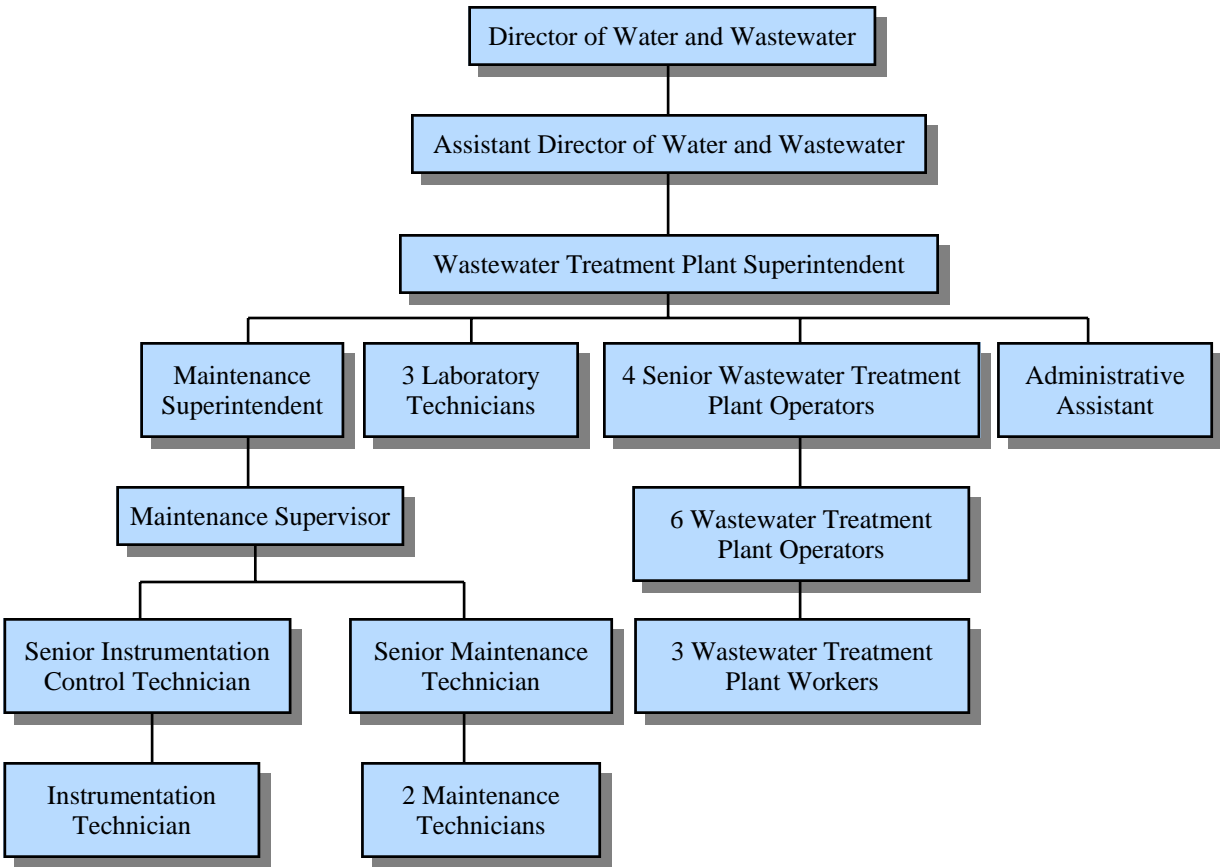 Director of Water and Wastewater
Assistant Director of Water and Wastewater
Wastewater Treatment Plant Superintendent
Maintenance
Superintendent
3 Laboratory
Technicians
4 Senior Wastewater Treatment
Plant Operators
Administrative
Assistant
Maintenance Supervisor
6 Wastewater Treatment
Plant Operators
Senior Instrumentation
Control Technician
Senior Maintenance
Technician
3 Wastewater Treatment
Plant Workers
Instrumentation
Technician
2 Maintenance
Technicians